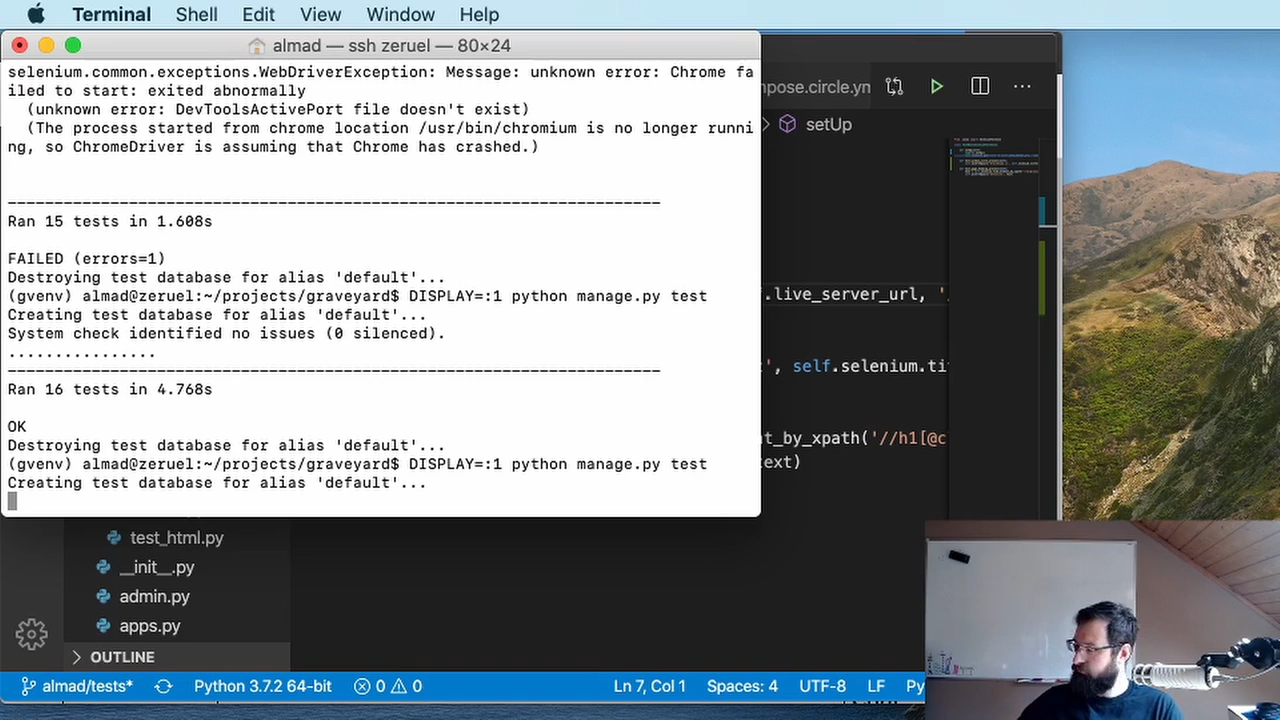 Terminal Shell Edit View Window Help
almad — ssh zeruel — 80×24
selenium.common.exceptions.WebDriverException: Message: unknown error: Chrome fa
iled to start: exited abnormally
(unknown error: DevToolsActivePort file doesn't exist)
(The process started from chrome location /usr/bin/chromium is no longer runni
ng, so ChromeDriver is assuming that Chrome has crashed.)
----------------------------------------------------------------------
Ran 15 tests in 1.608s
FAILED (errors=1)
Destroying test database for alias 'default'...
(gvenv) almad@zeruel:~/projects/graveyard$ DISPLAY=:1 python manage.py test
Creating test database for alias 'default'...
System check identified no issues (0 silenced).
................
----------------------------------------------------------------------
Ran 16 tests in 4.768s
OK
Destroying test database for alias 'default'...
(gvenv) almad@zeruel:~/projects/graveyard$ DISPLAY=:1 python manage.py test
Creating test database for alias 'default'...
pose.circle.ym
setUp
.live_server_url, '
', self.selenium.ti
t_by_xpath('//h1[@c
ext)
test_html.py
__init__.py
admin.py
apps.py
OUTLINE
almad/tests* Python 3.7.2 64-bit 0 0 Ln 7, Col 1 Spaces: 4 UTF-8 LF Py